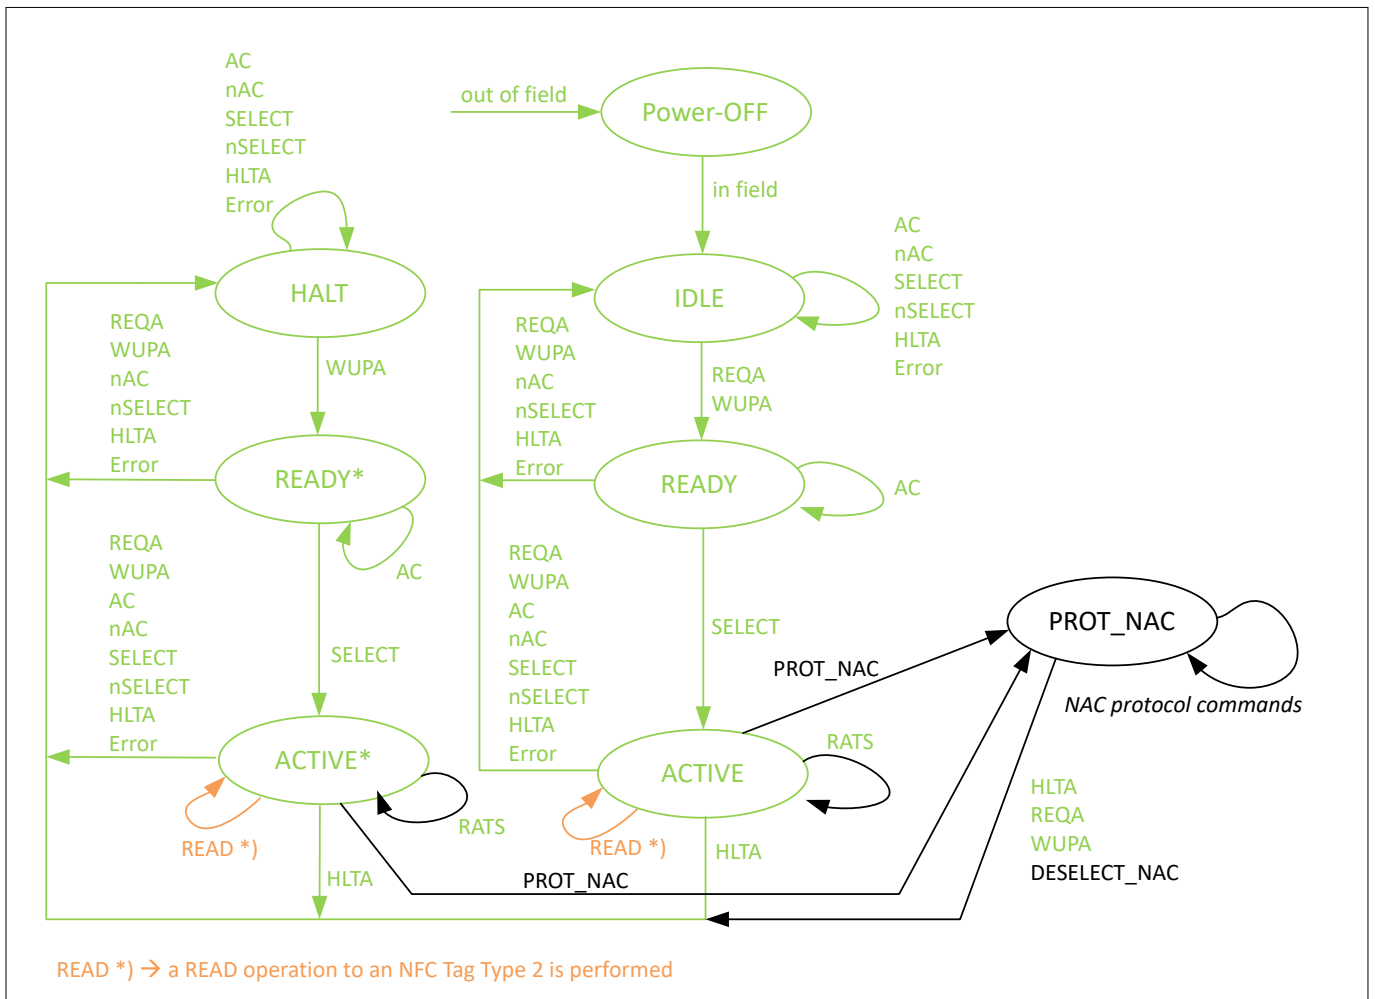 AC
nAC
SELECT
nSELECT
HLTA
Error
out of field
Power-OFF
in field
AC
nAC
SELECT
nSELECT
HLTA
Error
HALT
IDLE
REQA
WUPA
nAC
nSELECT
HLTA
Error
WUPA
REQA
WUPA
nAC
nSELECT
HLTA
Error
REQA
WUPA
READY*
READY
AC
AC
REQA
WUPA
AC
nAC
SELECT
nSELECT
HLTA
Error
SELECT
REQA
WUPA
AC
nAC
SELECT
nSELECT
HLTA
Error
SELECT
PROT_NAC
PROT_NAC
NAC protocol commands
ACTIVE*
ACTIVE
RATS
RATS
READ *)
READ *)
HLTA
HLTA
PROT_NAC
HLTA
REQA
WUPA
DESELECT_NAC
READ *) → a READ operation to an NFC Tag Type 2 is performed